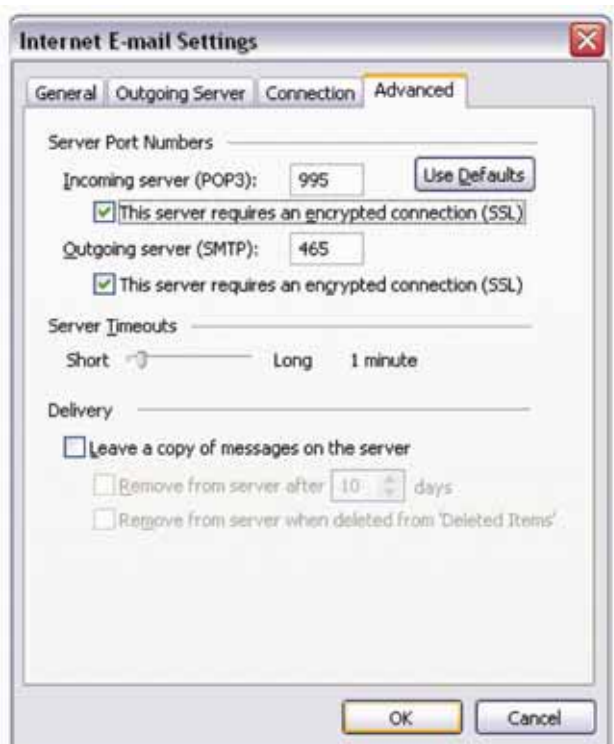 Internet E-mail Settings
General Outgoing Server Connection Advanced
Server Port Numbers
Incoming server (POP3): 995 Use Defaults
This server requires an encrypted connection (SSL)
Outgoing server (SMTP): 465
This server requires an encrypted connection (SSL)
Server Timeouts
Short Long 1 minute
Delivery
Leave a copy of messages on the server
Remove from server after 10 days
Remove from server when deleted from 'Deleted Items'
OK Cancel